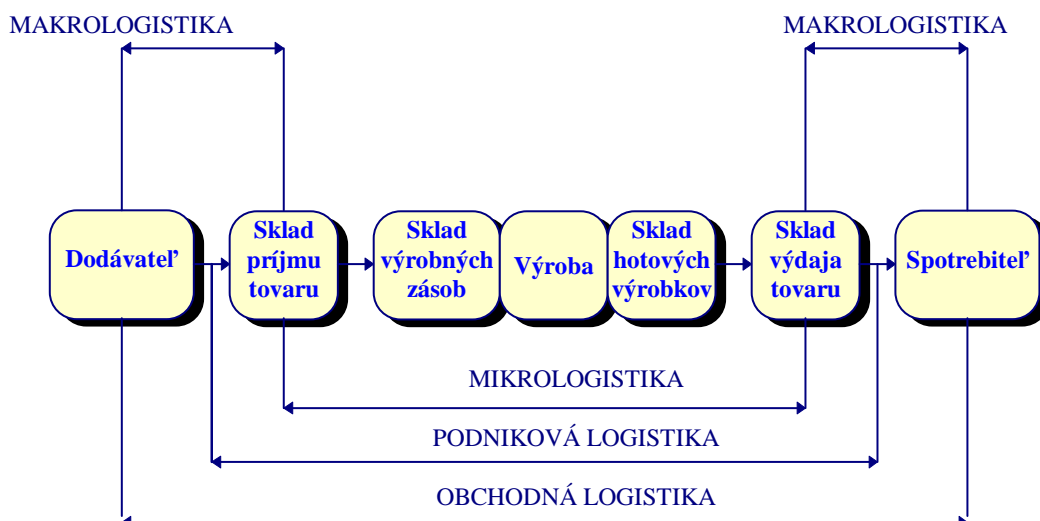 MAKROLOGISTIKA
MAKROLOGISTIKA
Dodávateľ
Sklad
príjmu
tovaru
Sklad
výrobných
zásob
Výroba
Sklad
hotových
výrobkov
Sklad
výdaja
tovaru
Spotrebiteľ
MIKROLOGISTIKA
PODNIKOVÁ LOGISTIKA
OBCHODNÁ LOGISTIKA